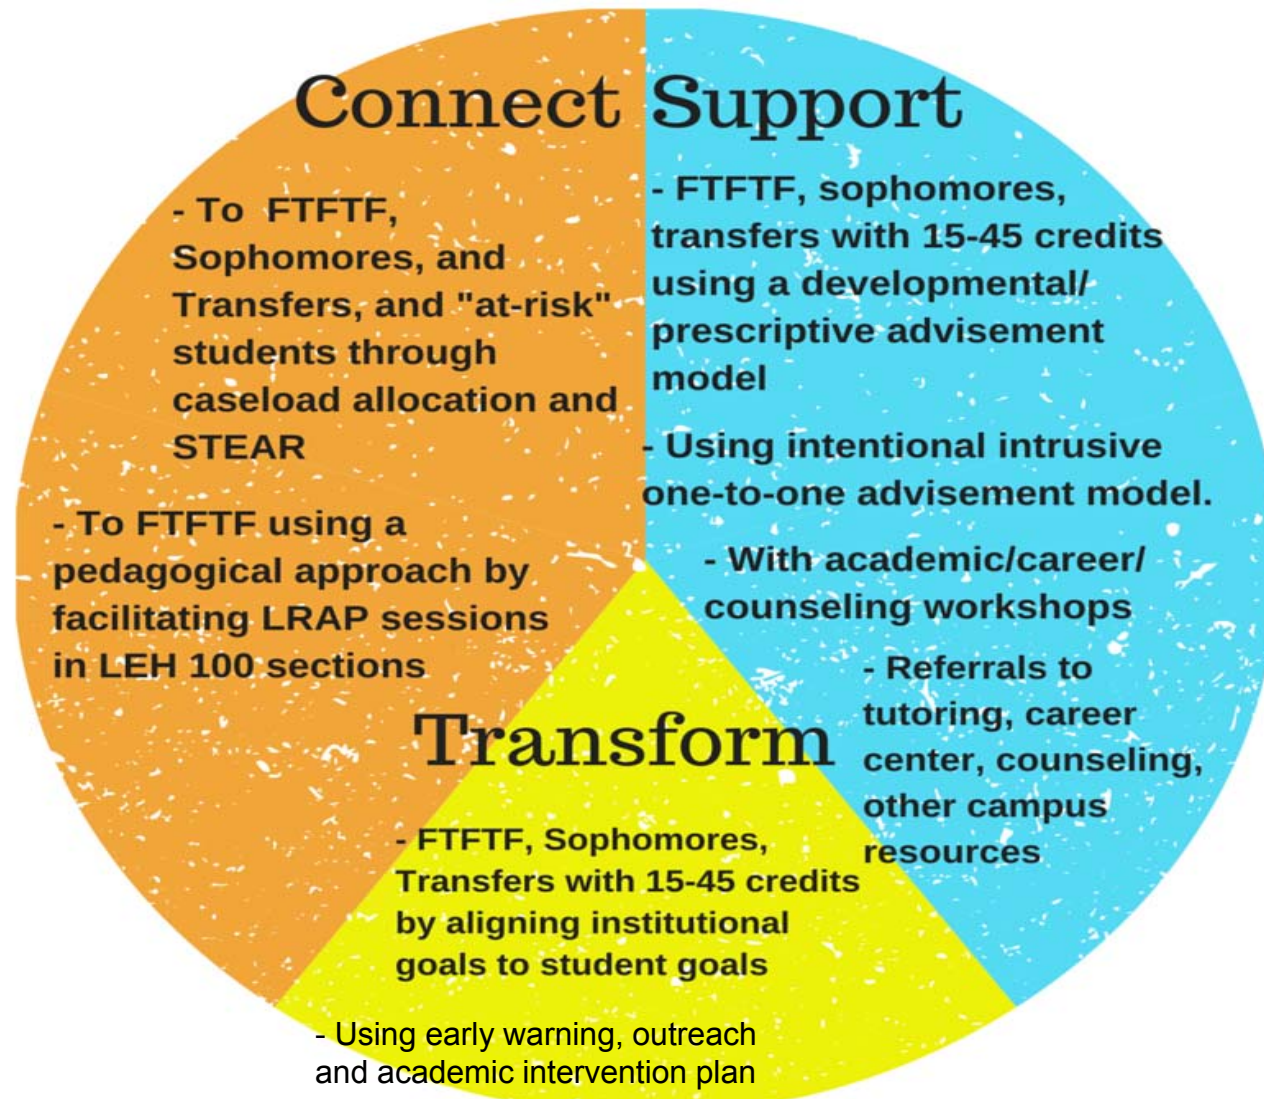 Connect
- To FTFTF,
Sophomores, and
Transfers, and "at-risk"
students through
caseload allocation and
STEAR
- To FTFTF using a
pedagogical approach by
facilitating LRAP sessions
in LEH 100 sections
Support
- FTFTF, sophomores,
transfers with 15-45 credits
using a developmental/
prescriptive advisement
model
- Using intentional intrusive
one-to-one advisement model.
- With academic/career/
counseling workshops
- Referrals to
tutoring, career
center, counseling,
other campus
resources
Transform
- FTFTF, Sophomores,
Transfers with 15-45 credits
by aligning institutional
goals to student goals
- Using early warning, outreach
and academic intervention plan